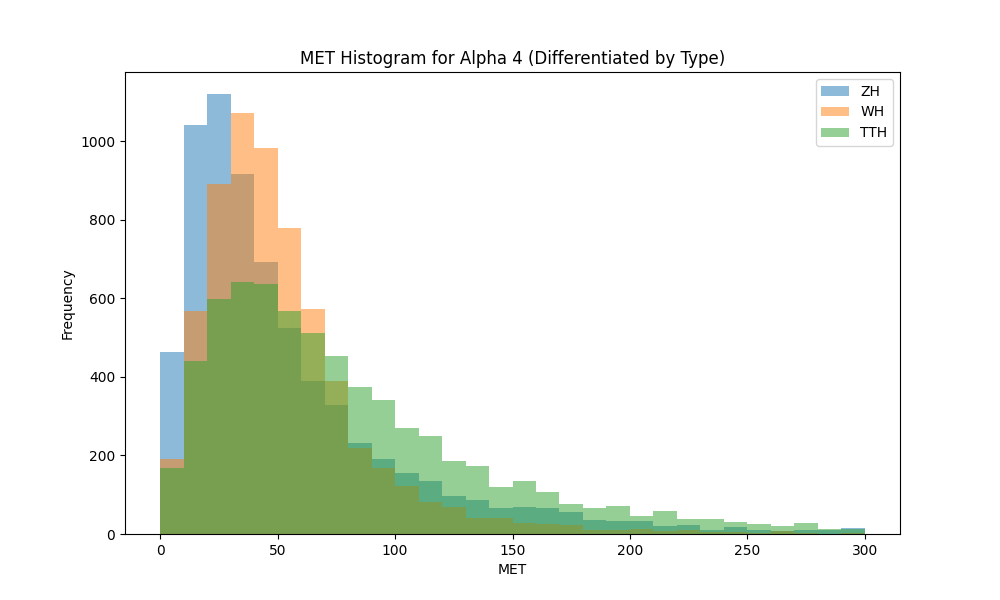 MET Histogram for Alpha 4 (Differentiated by Type)
ZH
WH
TTH
Frequency
1000
800
600
400
200
0
0 50 100 150 200 250 300
MET